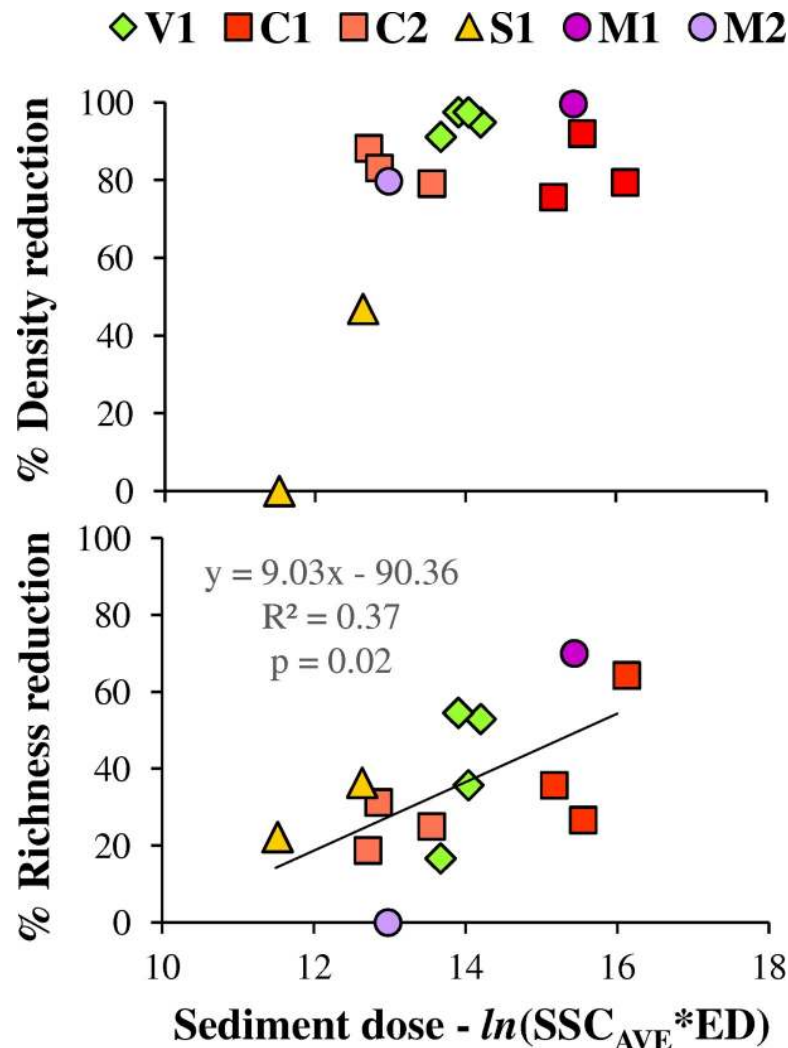 V1 C1 C2 S1 M1 M2
% Density reduction
100
80
60
40
20
0
% Richness reduction
100
80
60
40
20
0
y = 9.03x - 90.36
R² = 0.37
p = 0.02
10 12 14 16 18
Sediment dose - ln(SSC_AVE*ED)